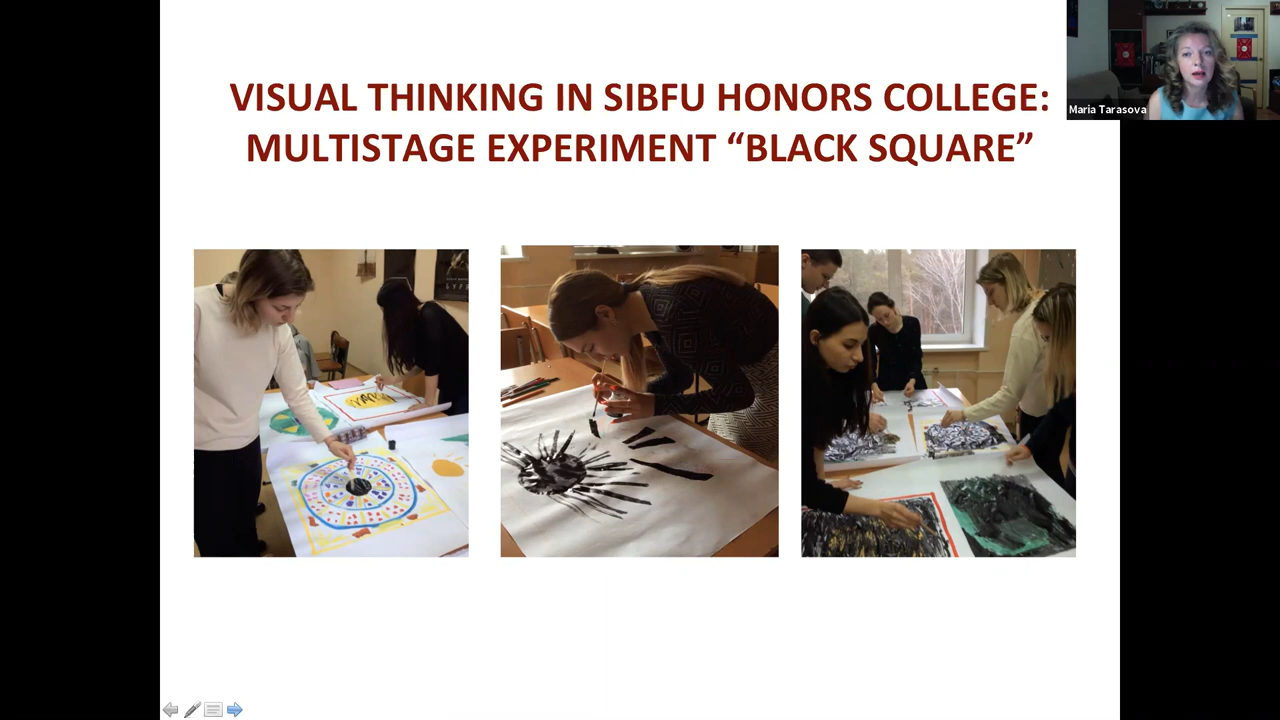 VISUAL THINKING IN SIBFU HONORS COLLEGE:
MULTISTAGE EXPERIMENT “BLACK SQUARE”
Maria Tarasova